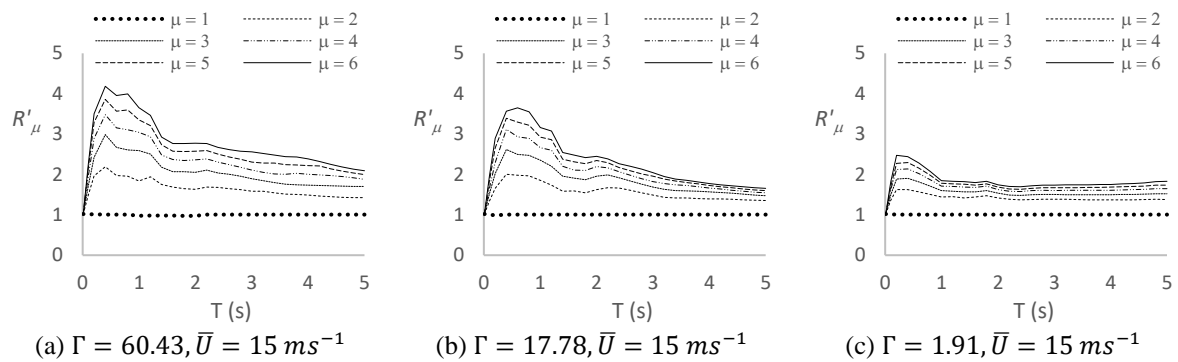 μ = 1 μ = 2
μ = 3 μ = 4
μ = 5 μ = 6
5
4
3
2
1
0
R'μ
0 1 2 3 4 5
T (s)
(a) Γ = 60.43, U̅ = 15 ms⁻¹
μ = 1 μ = 2
μ = 3 μ = 4
μ = 5 μ = 6
5
4
3
2
1
0
R'μ
0 1 2 3 4 5
T (s)
(b) Γ = 17.78, U̅ = 15 ms⁻¹
μ = 1 μ = 2
μ = 3 μ = 4
μ = 5 μ = 6
5
4
3
2
1
0
R'μ
0 1 2 3 4 5
T (s)
(c) Γ = 1.91, U̅ = 15 ms⁻¹